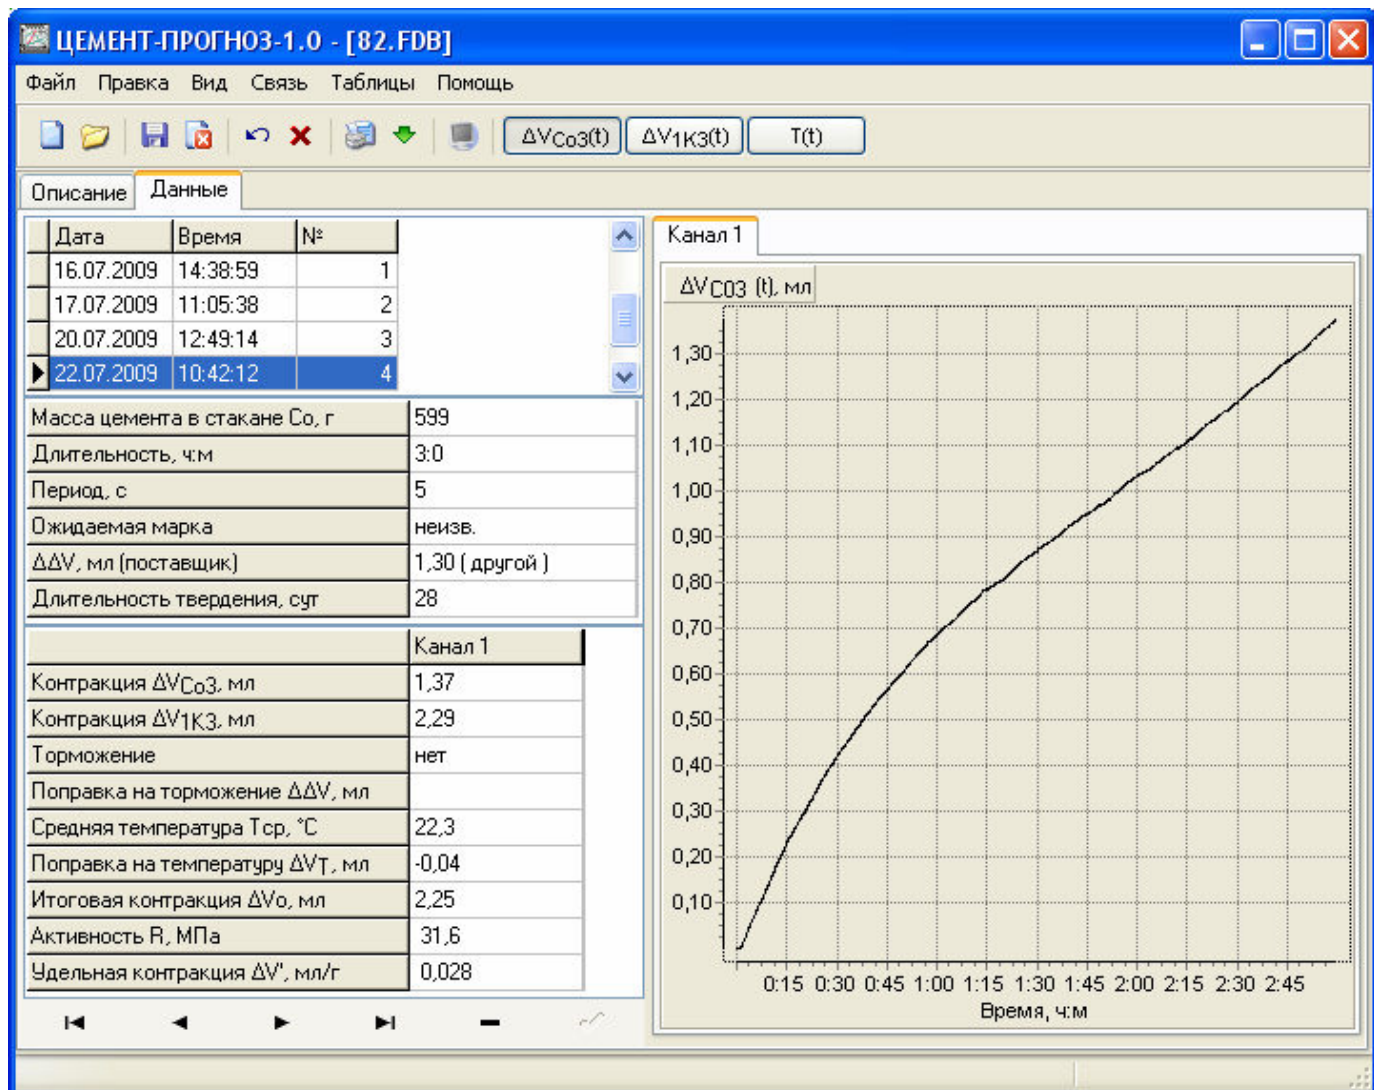 ЦЕМЕНТ-ПРОГНОЗ-1.0 - [82.FDB]
Файл Правка Вид Связь Таблицы Помощь
ΔVCo3(t) ΔV1К3(t) T(t)
Описание Данные
Дата Время №
16.07.2009 14:38:59 1
17.07.2009 11:05:38 2
20.07.2009 12:49:14 3
22.07.2009 10:42:12 4
Масса цемента в стакане Со, г 599
Длительность, ч:м 3:0
Период, с 5
Ожидаемая марка неизв.
ΔΔV, мл (поставщик) 1,30 ( другой )
Длительность твердения, сут 28
Канал 1
Контракция ΔVCo3, мл 1,37
Контракция ΔV1К3, мл 2,29
Торможение нет
Поправка на торможение ΔΔV, мл
Средняя температура Тср, °С 22,3
Поправка на температуру ΔVT, мл -0,04
Итоговая контракция ΔVo, мл 2,25
Активность R, МПа 31,6
Удельная контракция ΔV', мл/г 0,028
Канал 1
ΔVC03 (t), мл
1,30
1,20
1,10
1,00
0,90
0,80
0,70
0,60
0,50
0,40
0,30
0,20
0,10
0:15 0:30 0:45 1:00 1:15 1:30 1:45 2:00 2:15 2:30 2:45
Время, ч:м